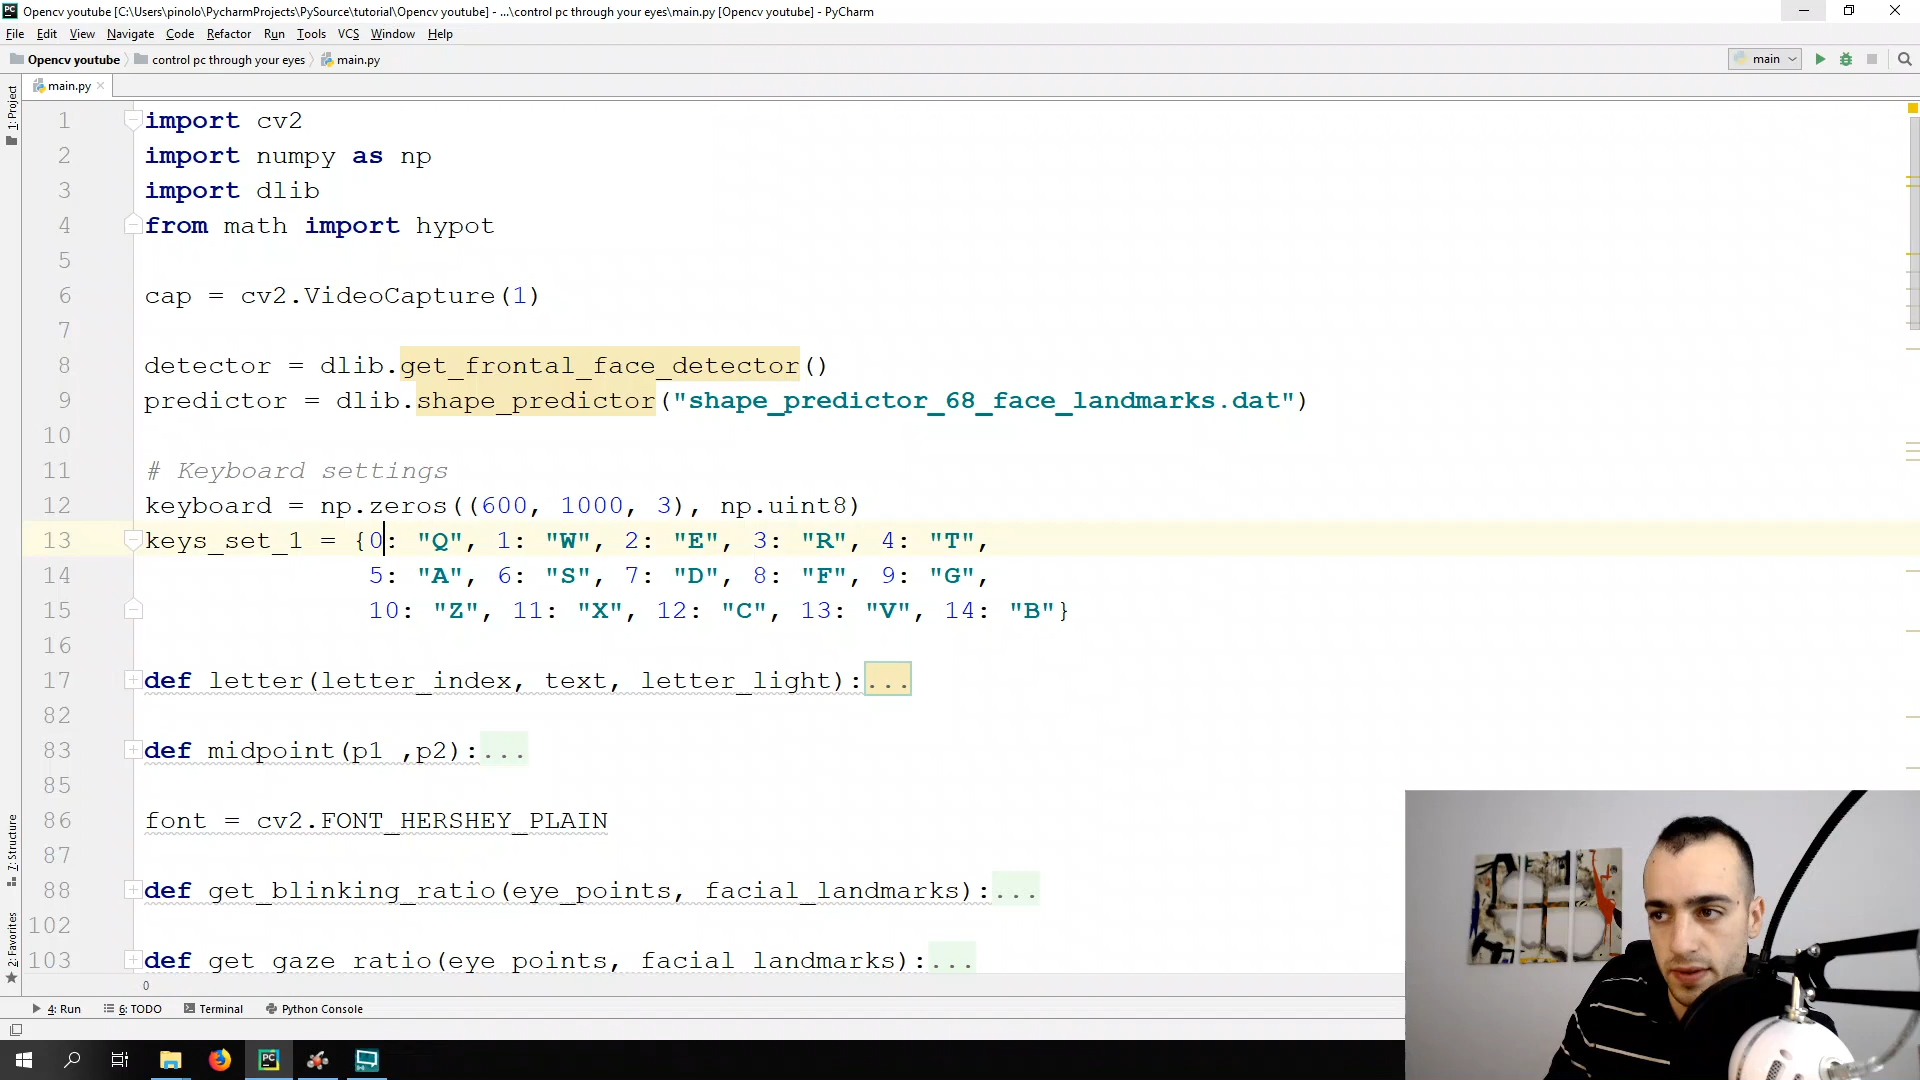 Opencv youtube [C:\Users\pinolo\PycharmProjects\PySource\tutorial\Opencv youtube] - ...\control pc through your eyes\main.py [Opencv youtube] - PyCharm
File Edit View Navigate Code Refactor Run Tools VCS Window Help
Opencv youtube control pc through your eyes main.py main
main.py
1: Project
1 import cv2
2 import numpy as np
3 import dlib
4 from math import hypot
5
6 cap = cv2.VideoCapture(1)
7
8 detector = dlib.get_frontal_face_detector()
9 predictor = dlib.shape_predictor("shape_predictor_68_face_landmarks.dat")
10
11 # Keyboard settings
12 keyboard = np.zeros((600, 1000, 3), np.uint8)
13 keys_set_1 = {0: "Q", 1: "W", 2: "E", 3: "R", 4: "T",
14 5: "A", 6: "S", 7: "D", 8: "F", 9: "G",
15 10: "Z", 11: "X", 12: "C", 13: "V", 14: "B"}
16
17 def letter(letter_index, text, letter_light):...
82
83 def midpoint(p1 ,p2):...
85
86 font = cv2.FONT_HERSHEY_PLAIN
87
88 def get_blinking_ratio(eye_points, facial_landmarks):...
102
103 def get_gaze_ratio(eye_points, facial_landmarks):...
7: Structure
2: Favorites
0
4: Run 6: TODO Terminal Python Console